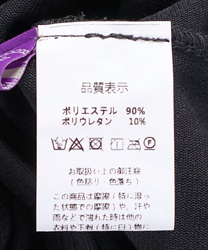 品質表示
ポリエステル 90%
ポリウレタン 10%
お取扱い上の御注意
(色移り・色落ち)
この商品は摩擦(特に湿っ
た状態での摩擦)や、汗や
雨などで濡れた時は他の
衣料や下着(特に白)物に